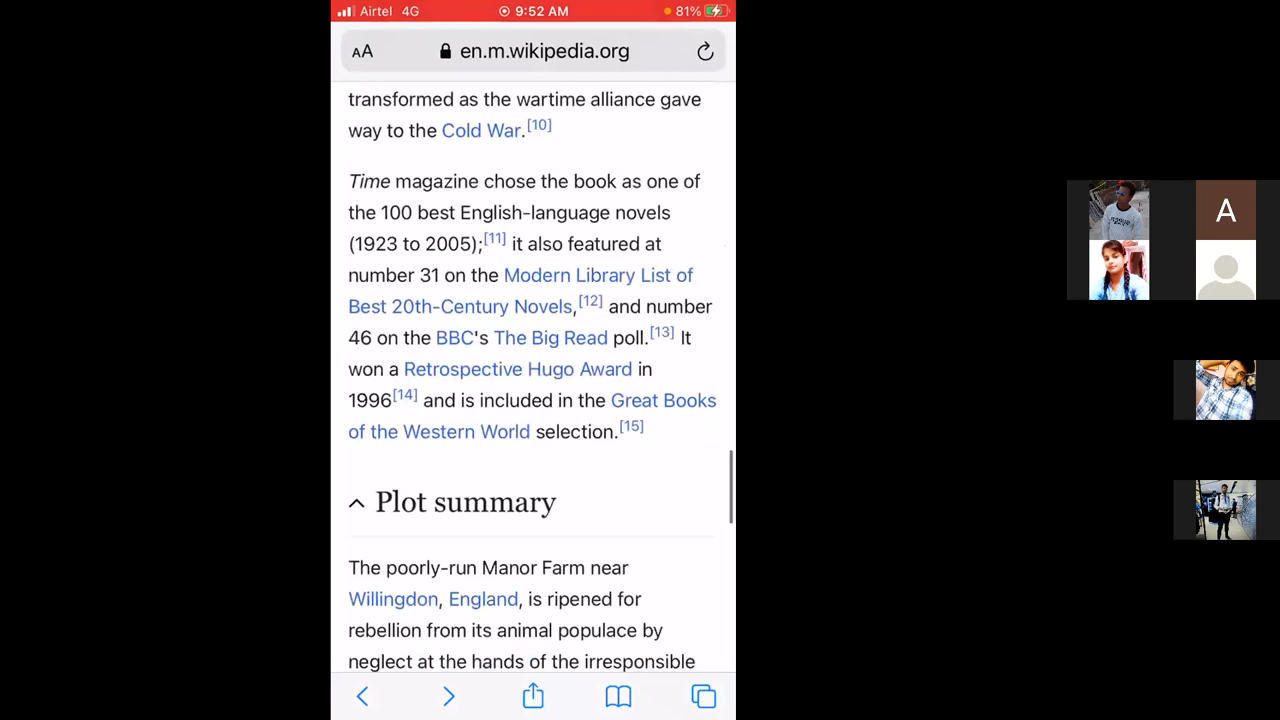 Airtel 4G 9:52 AM 81%
AA en.m.wikipedia.org
transformed as the wartime alliance gave
way to the Cold War.[10]
Time magazine chose the book as one of
the 100 best English-language novels
(1923 to 2005);[11] it also featured at
number 31 on the Modern Library List of
Best 20th-Century Novels,[12] and number
46 on the BBC's The Big Read poll.[13] It
won a Retrospective Hugo Award in
1996[14] and is included in the Great Books
of the Western World selection.[15]
Plot summary
The poorly-run Manor Farm near
Willingdon, England, is ripened for
rebellion from its animal populace by
neglect at the hands of the irresponsible
A